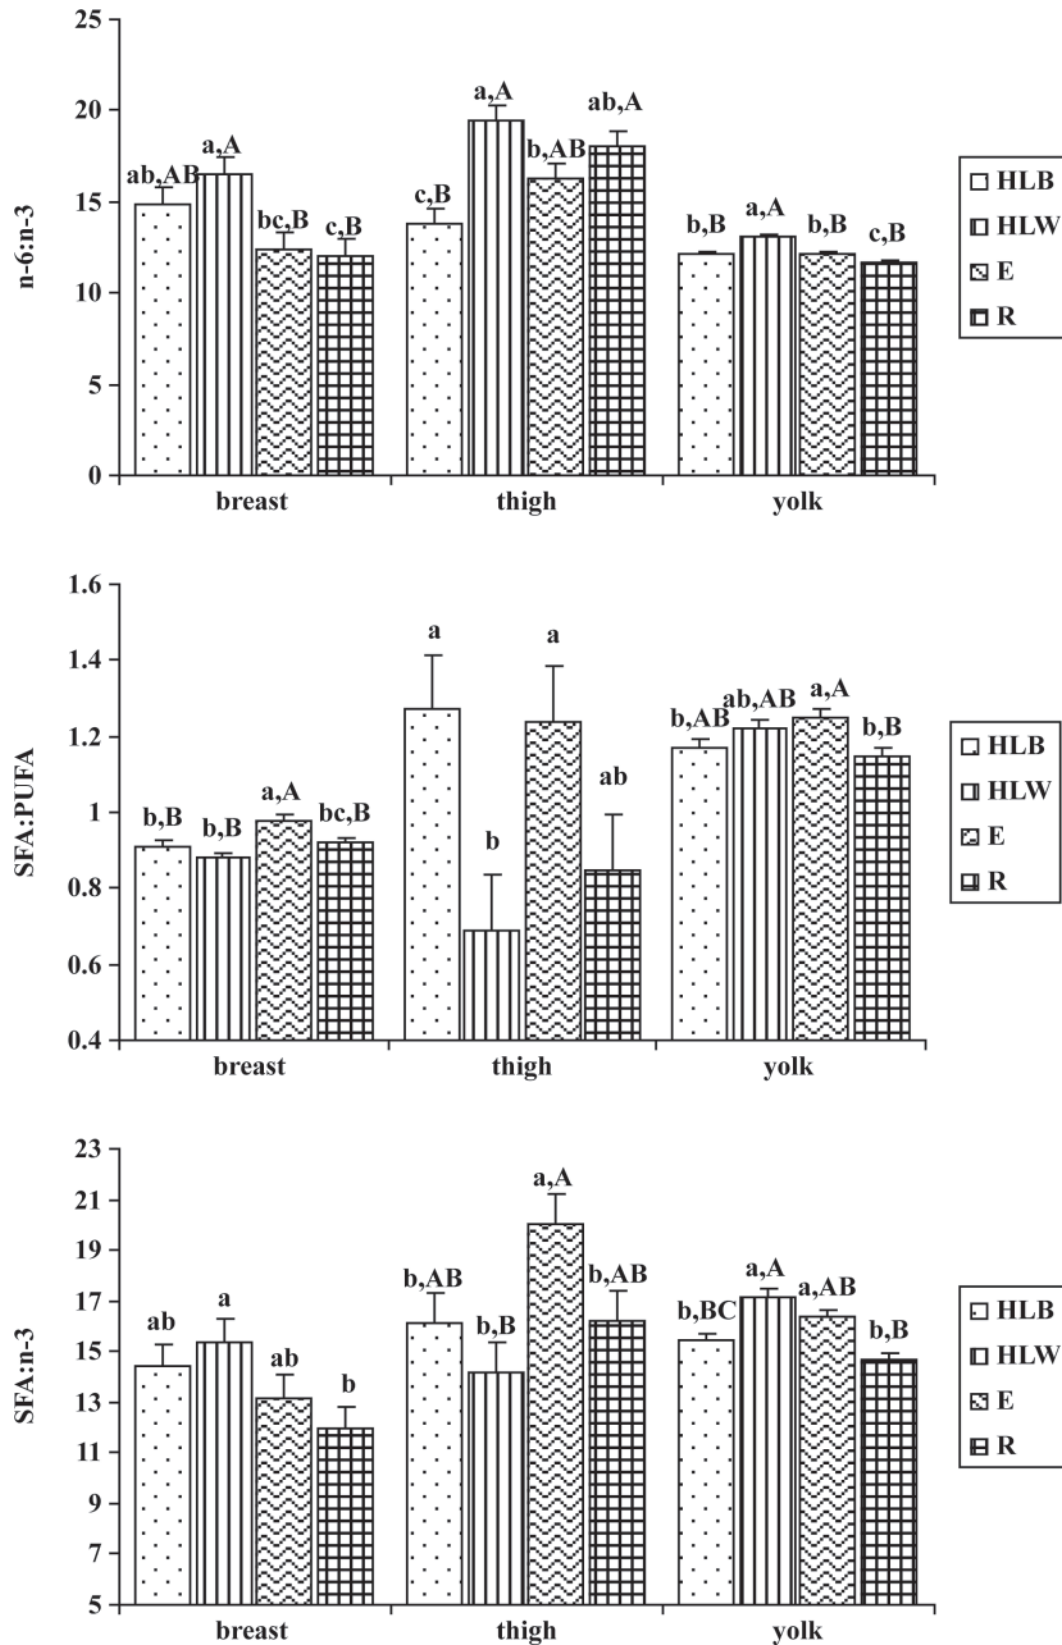 25
20
15
10
5
0
n-6:n-3
ab,AB
a,A
bc,B
c,B
c,B
a,A
b,AB
ab,A
b,B
a,A
b,B
c,B
breast
thigh
yolk
HLB
HLW
E
R
1.6
1.4
1.2
1
0.8
0.6
0.4
SFA:PUFA
b,B
b,B
a,A
bc,B
a
b
a
ab
b,AB
ab,AB
a,A
b,B
breast
thigh
yolk
HLB
HLW
E
R
23
21
19
17
15
13
11
9
7
5
SFA:n-3
ab
a
ab
b
b,AB
b,B
a,A
b,AB
b,BC
a,A
a,AB
b,B
breast
thigh
yolk
HLB
HLW
E
R